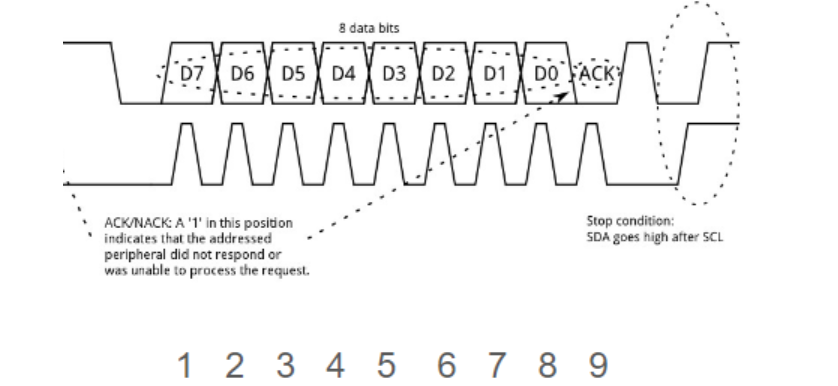 8 data bits
D7 D6 D5 D4 D3 D2 D1 D0 ACK
ACK/NACK: A '1' in this position
indicates that the addressed
peripheral did not respond or
was unable to process the request.
Stop condition:
SDA goes high after SCL
1 2 3 4 5 6 7 8 9